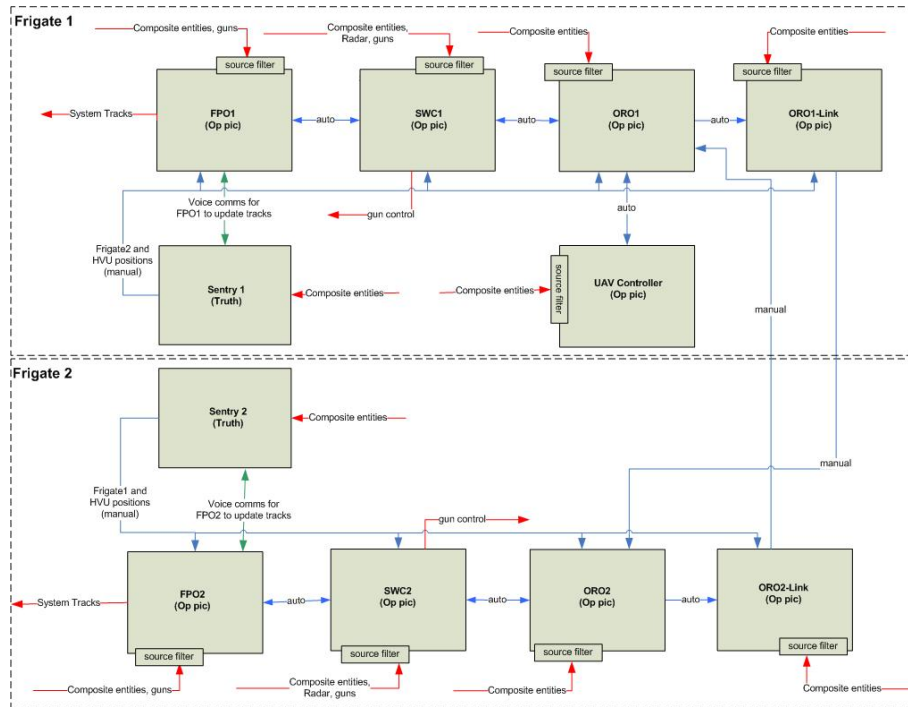 Frigate 1
Composite entities, guns
Composite entities,
Radar, guns
Composite entities
Composite entities
source filter
source filter
source filter
source filter
System Tracks
FPO1
(Op pic)
auto
SWC1
(Op pic)
auto
ORO1
(Op pic)
auto
ORO1-Link
(Op pic)
Voice comms for
FPO1 to update tracks
gun control
auto
Frigate2 and
HVU positions
(manual)
Sentry 1
(Truth)
Composite entities
Composite entities
source filter
UAV Controller
(Op pic)
manual
Frigate 2
Sentry 2
(Truth)
Composite entities
manual
Frigate1 and
HVU positions
(manual)
Voice comms for
FPO2 to update tracks
gun control
System Tracks
FPO2
(Op pic)
auto
SWC2
(Op pic)
auto
ORO2
(Op pic)
auto
ORO2-Link
(Op pic)
source filter
source filter
source filter
source filter
Composite entities, guns
Composite entities,
Radar, guns
Composite entities
Composite entities